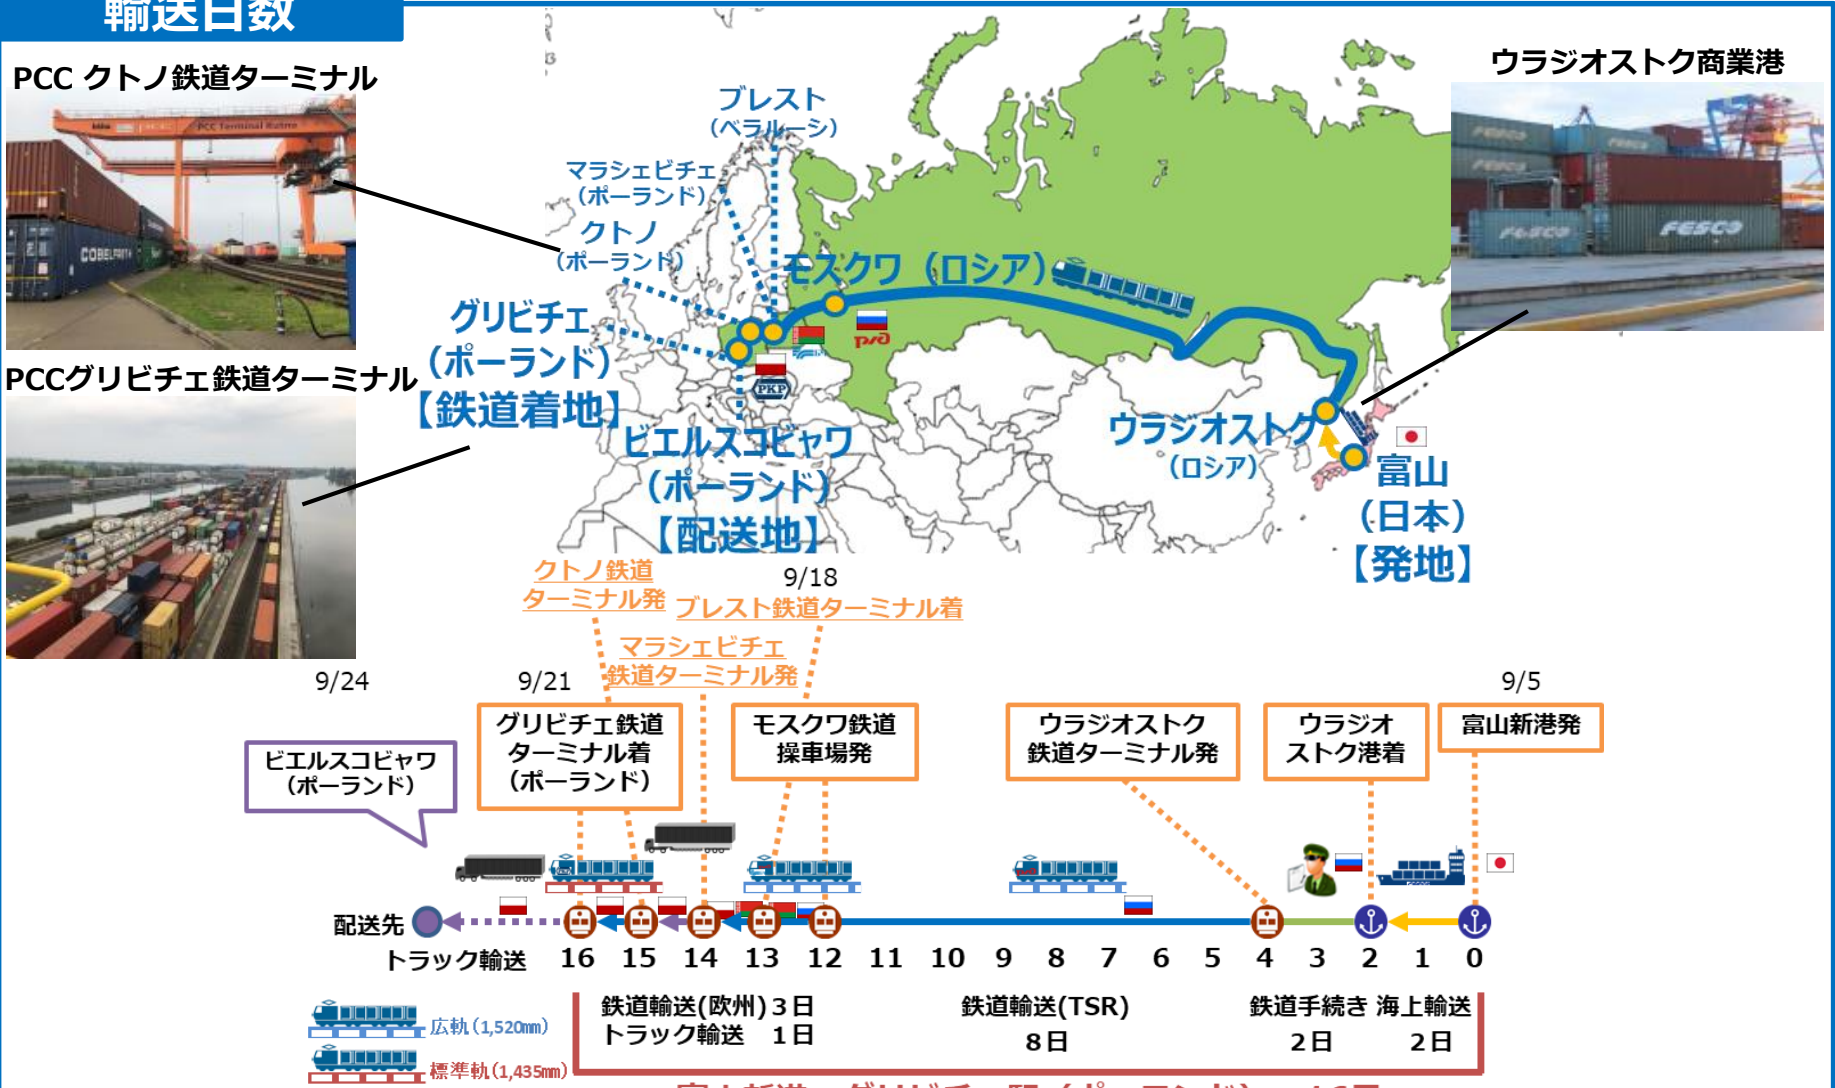 輸送日数
PCC クトノ鉄道ターミナル
PCC Terminal Kutno
COBELFRET
PCCグリビチェ鉄道ターミナル
ウラジオストク商業港
FESCO
FESCO
FESCO
FESCO
ブレスト
（ベラルーシ）
マラシェビチェ
（ポーランド）
クトノ
（ポーランド）
モスクワ（ロシア）
グリビチェ
（ポーランド）
【鉄道着地】
pжd
PKP
ビエルスコビャワ
（ポーランド）
【配送地】
ウラジオストク
（ロシア）
富山
（日本）
【発地】
クトノ鉄道
ターミナル発
9/18
ブレスト鉄道ターミナル着
マラシェビチェ
鉄道ターミナル発
9/24
9/21
9/5
ビエルスコビャワ
（ポーランド）
グリビチェ鉄道
ターミナル着
（ポーランド）
モスクワ鉄道
操車場発
ウラジオストク
鉄道ターミナル発
ウラジオ
ストク港着
富山新港発
配送先
トラック輸送
16 15 14 13 12 11 10 9 8 7 6 5 4 3 2 1 0
鉄道輸送(欧州)3日
トラック輸送 1日
鉄道輸送(TSR)
8日
鉄道手続き
2日
海上輸送
2日
広軌(1,520mm)
標準軌(1,435mm)